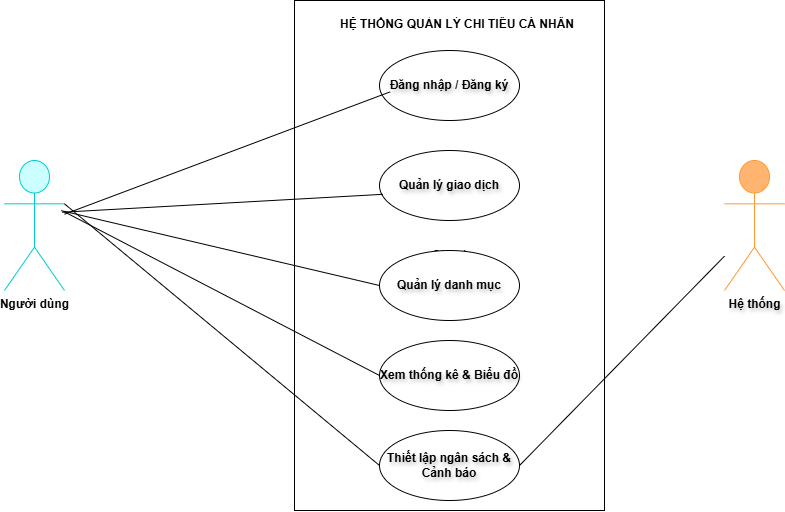 HỆ THỐNG QUẢN LÝ CHI TIÊU CÁ NHÂN
Đăng nhập / Đăng ký
Quản lý giao dịch
Quản lý danh mục
Người dùng
Hệ thống
Xem thống kê & Biểu đồ
Thiết lập ngân sách &
Cảnh báo